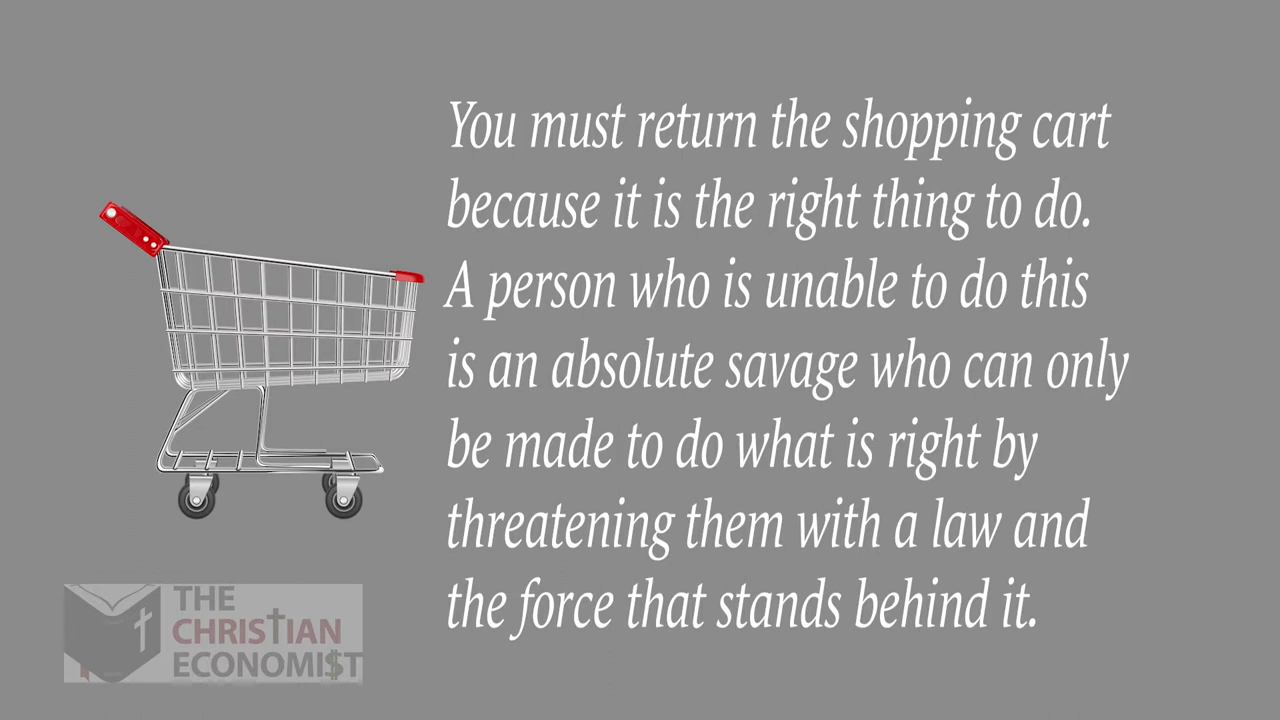 You must return the shopping cart
because it is the right thing to do.
A person who is unable to do this
is an absolute savage who can only
be made to do what is right by
threatening them with a law and
the force that stands behind it.
THE
CHRISTIAN
ECONOMI$T